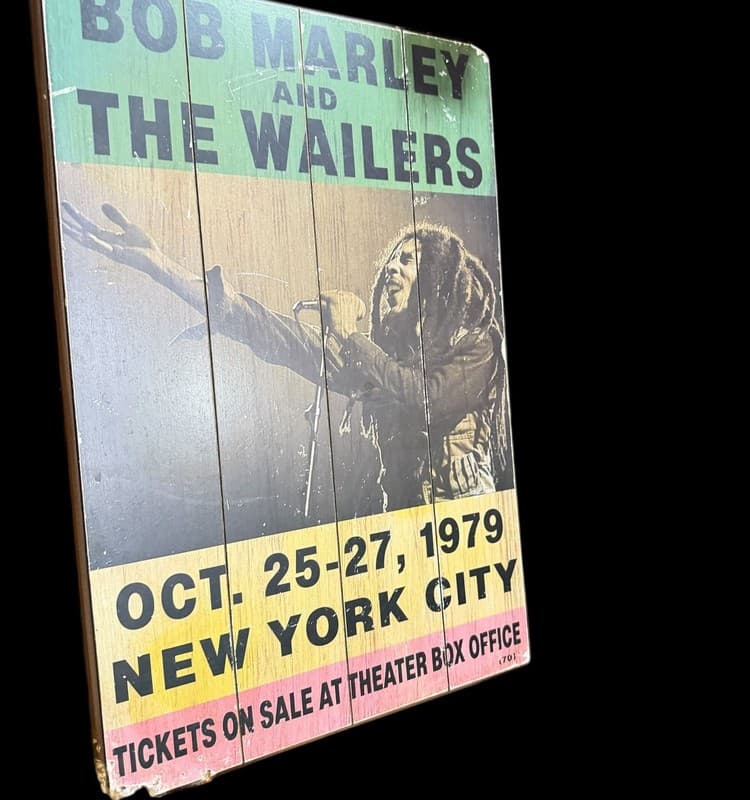 BOB MARLEY
AND
THE WAILERS
OCT. 25-27, 1979
NEW YORK CITY
TICKETS ON SALE AT THEATER BOX OFFICE